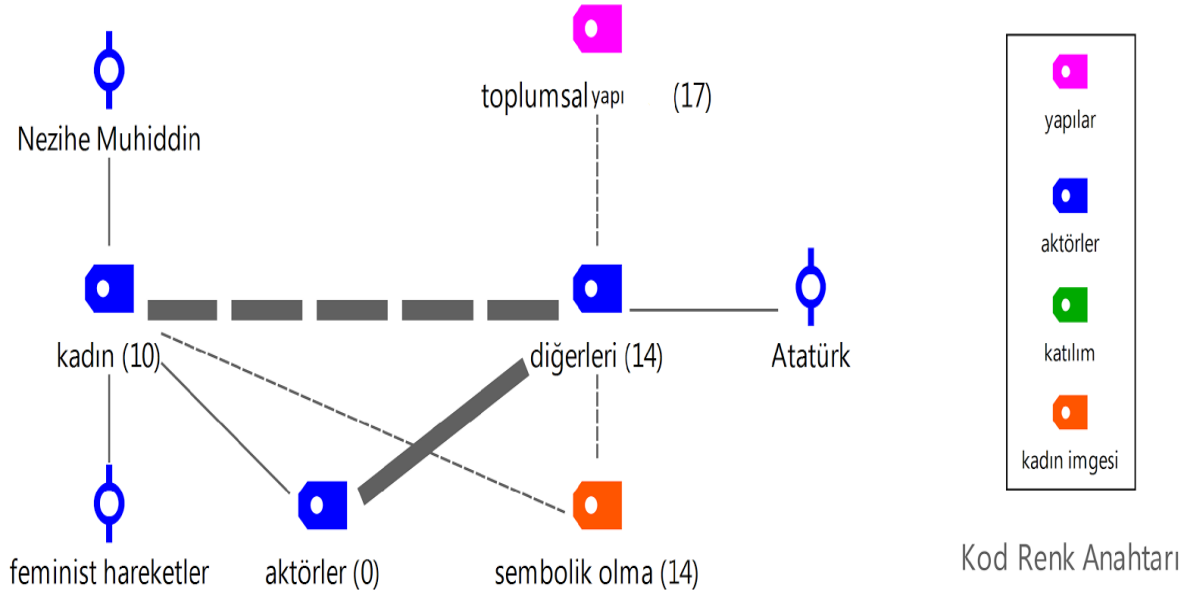 toplumsal yapı (17)
Nezihe Muhiddin
kadın (10)
diğerleri (14)
Atatürk
feminist hareketler
aktörler (0)
sembolik olma (14)
yapılar
aktörler
katılım
kadın imgesi
Kod Renk Anahtarı